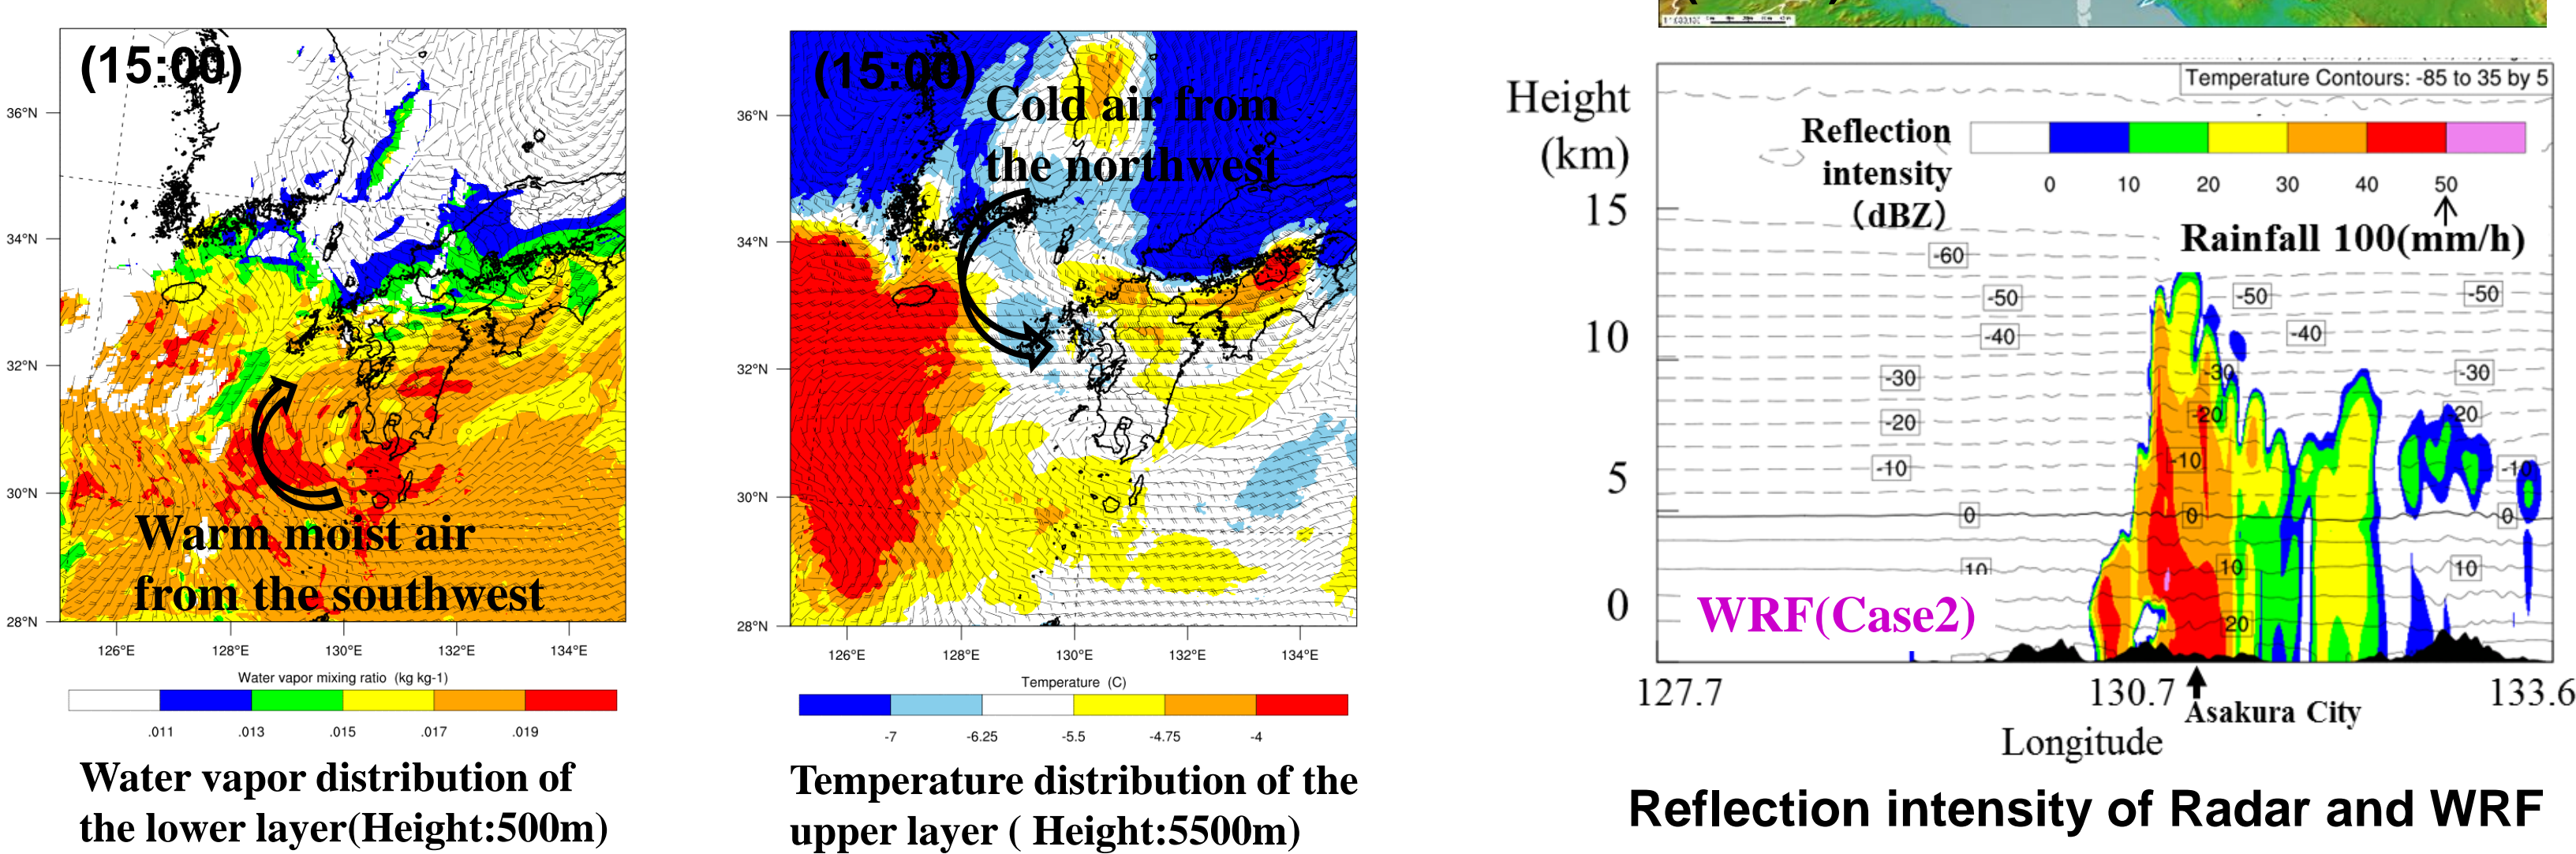 (15:00)
36°N
34°N
32°N
30°N
28°N
126°E 128°E 130°E 132°E 134°E
Warm moist air
from the southwest
Water vapor mixing ratio (kg kg-1)
.011 .013 .015 .017 .019
Water vapor distribution of
the lower layer(Height:500m)
(15:00)
Cold air from
the northwest
36°N
34°N
32°N
30°N
28°N
126°E 128°E 130°E 132°E 134°E
Temperature (C)
-7 -6.25 -5.5 -4.75 -4
Temperature distribution of the
upper layer ( Height:5500m)
Temperature Contours: -85 to 35 by 5
Height
(km)
15
10
5
0
Reflection
intensity
(dBZ)
0 10 20 30 40 50
Rainfall 100(mm/h)
-60
-50 -50 -50
-40 -40
-30 -30 -30
-20 -20 20
-10 -10 -10
0 0 0
10 10 10
20
WRF(Case2)
127.7 130.7 133.6
Asakura City
Longitude
Reflection intensity of Radar and WRF